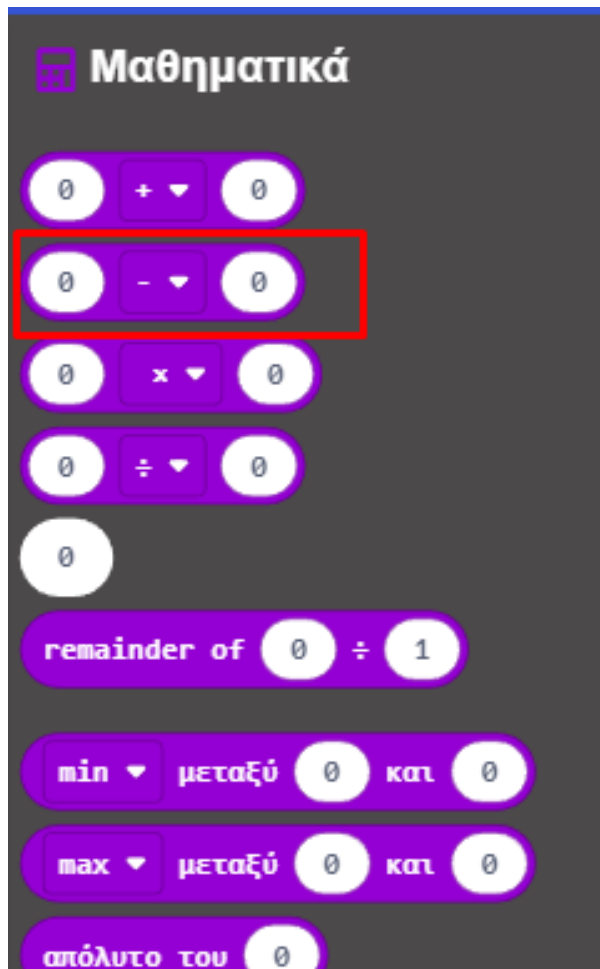 Μαθηματικά
0 + 0
0 - 0
0 x 0
0 ÷ 0
0
remainder of 0 ÷ 1
min μεταξύ 0 και 0
max μεταξύ 0 και 0
απόλυτο του 0